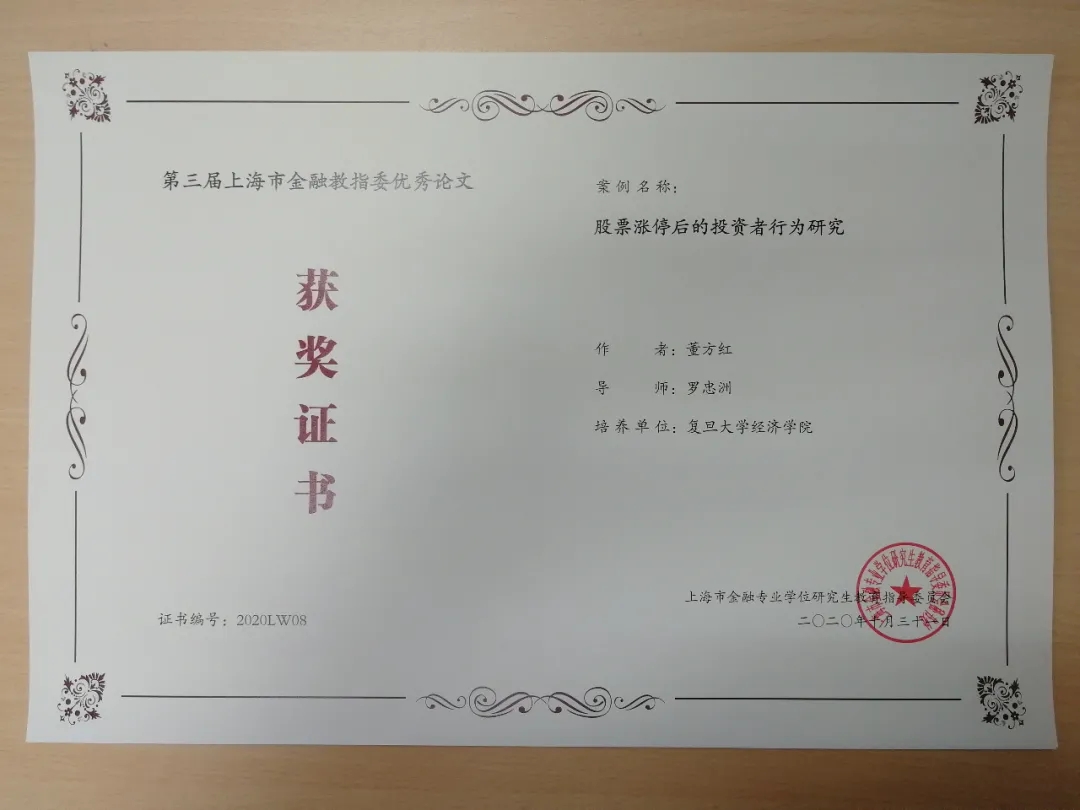 第三届上海市金融教指委优秀论文
获
奖
证
书
证书编号：2020LW08
案例名称：
股票涨停后的投资者行为研究
作者：董方红
导师：罗忠洲
培养单位：复旦大学经济学院
上海市金融专业学位研究生教育指导委员会
二〇二〇年十月三十一日